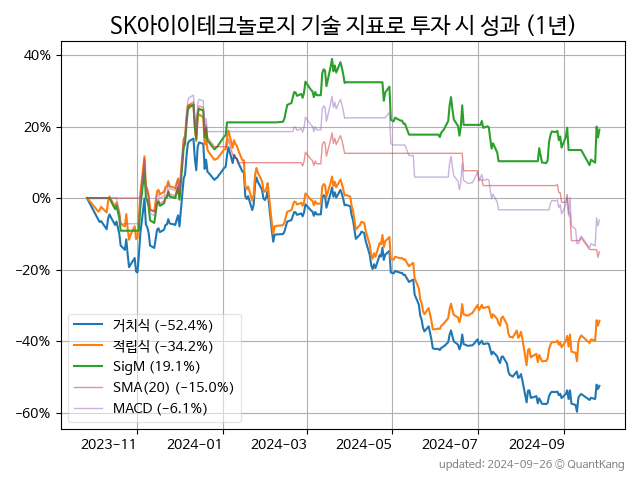 SK아이이테크놀로지 기술 지표로 투자 시 성과 (1년)
40%
20%
0%
−20%
−40%
−60%
거치식 (−52.4%)
적립식 (−34.2%)
SigM (19.1%)
SMA(20) (−15.0%)
MACD (−6.1%)
2023−11 2024−01 2024−03 2024−05 2024−07 2024−09
updated: 2024−09−26 © QuantKang